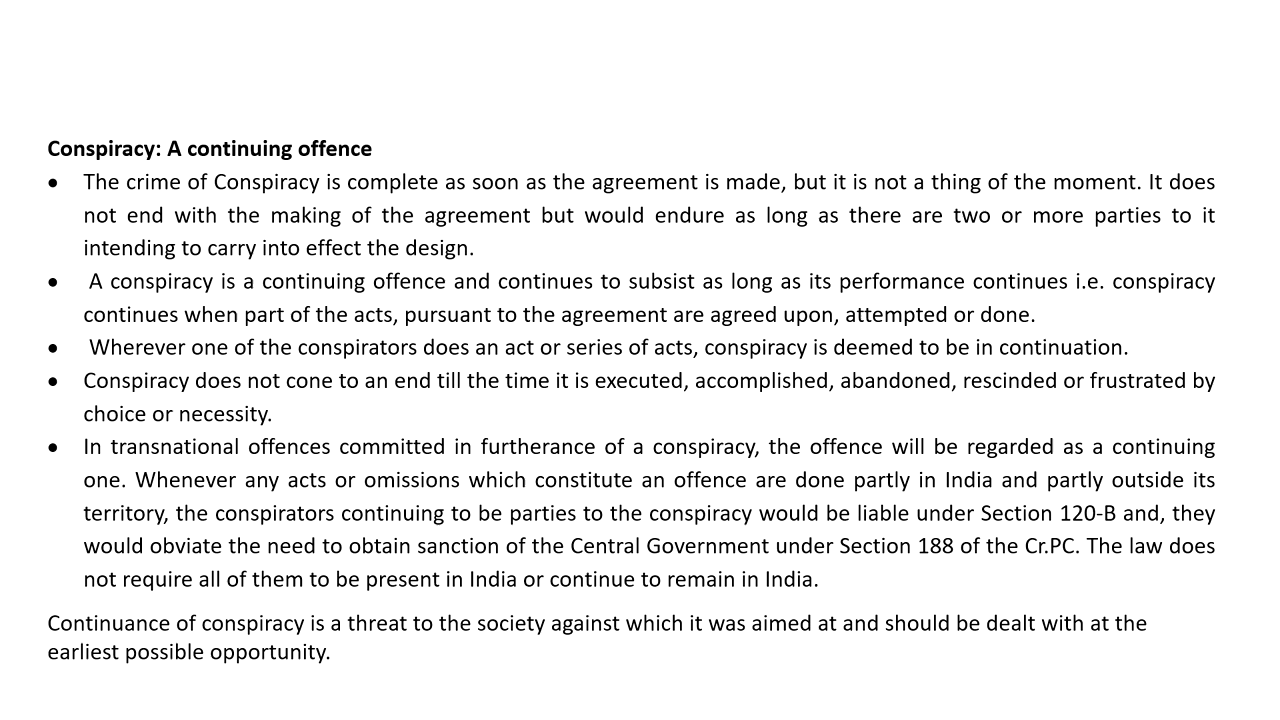 Conspiracy: A continuing offence
• The crime of Conspiracy is complete as soon as the agreement is made, but it is not a thing of the moment. It does
not end with the making of the agreement but would endure as long as there are two or more parties to it
intending to carry into effect the design.
• A conspiracy is a continuing offence and continues to subsist as long as its performance continues i.e. conspiracy
continues when part of the acts, pursuant to the agreement are agreed upon, attempted or done.
• Wherever one of the conspirators does an act or series of acts, conspiracy is deemed to be in continuation.
• Conspiracy does not cone to an end till the time it is executed, accomplished, abandoned, rescinded or frustrated by
choice or necessity.
• In transnational offences committed in furtherance of a conspiracy, the offence will be regarded as a continuing
one. Whenever any acts or omissions which constitute an offence are done partly in India and partly outside its
territory, the conspirators continuing to be parties to the conspiracy would be liable under Section 120-B and, they
would obviate the need to obtain sanction of the Central Government under Section 188 of the Cr.PC. The law does
not require all of them to be present in India or continue to remain in India.
Continuance of conspiracy is a threat to the society against which it was aimed at and should be dealt with at the
earliest possible opportunity.